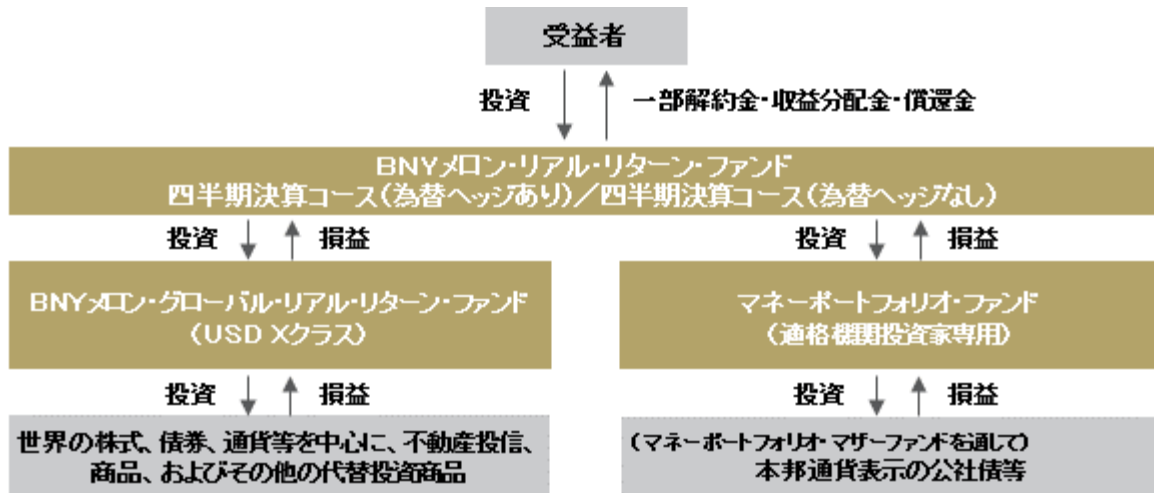 受益者
投資 一部解約金・収益分配金・償還金
BNYメロン・リアル・リターン・ファンド
四半期決算コース(為替ヘッジあり)/四半期決算コース(為替ヘッジなし)
投資 損益 投資 損益
BNYメロン・グローバル・リアル・リターン・ファンド
(USD Xクラス)
マネーポートフォリオ・ファンド
(適格機関投資家専用)
投資 損益 投資 損益
世界の株式、債券、通貨等を中心に、不動産投信、
商品、およびその他の代替投資商品
(マネーポートフォリオ・マザーファンドを通して)
本邦通貨表示の公社債等